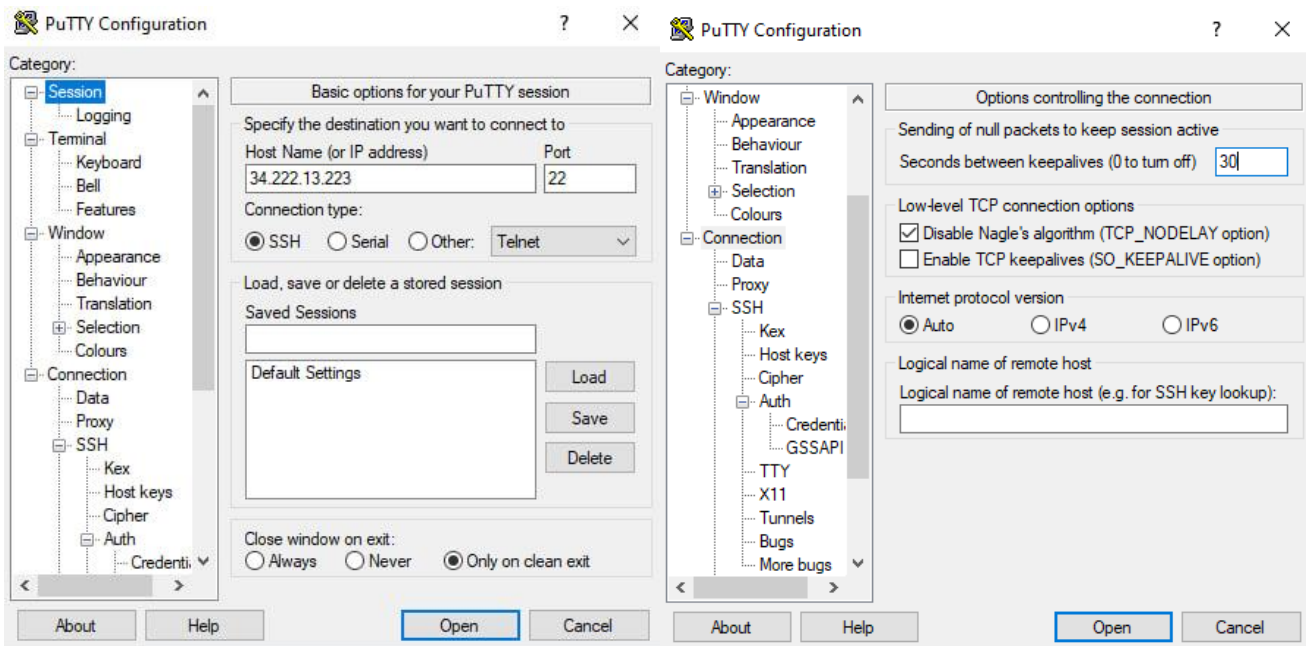 PuTTY Configuration ? ×
Category:
Session
Logging
Terminal
Keyboard
Bell
Features
Window
Appearance
Behaviour
Translation
Selection
Colours
Connection
Data
Proxy
SSH
Kex
Host keys
Cipher
Auth
Credenti
Basic options for your PuTTY session
Specify the destination you want to connect to
Host Name (or IP address) Port
34.222.13.223 22
Connection type:
SSH Serial Other: Telnet
Load, save or delete a stored session
Saved Sessions
Default Settings
Load
Save
Delete
Close window on exit:
Always Never Only on clean exit
About Help Open Cancel
PuTTY Configuration ? ×
Category:
Window
Appearance
Behaviour
Translation
Selection
Colours
Connection
Data
Proxy
SSH
Kex
Host keys
Cipher
Auth
Credenti
GSSAPI
TTY
X11
Tunnels
Bugs
More bugs
Options controlling the connection
Sending of null packets to keep session active
Seconds between keepalives (0 to turn off) 30
Low-level TCP connection options
Disable Nagle's algorithm (TCP_NODELAY option)
Enable TCP keepalives (SO_KEEPALIVE option)
Internet protocol version
Auto IPv4 IPv6
Logical name of remote host
Logical name of remote host (e.g. for SSH key lookup):
About Help Open Cancel